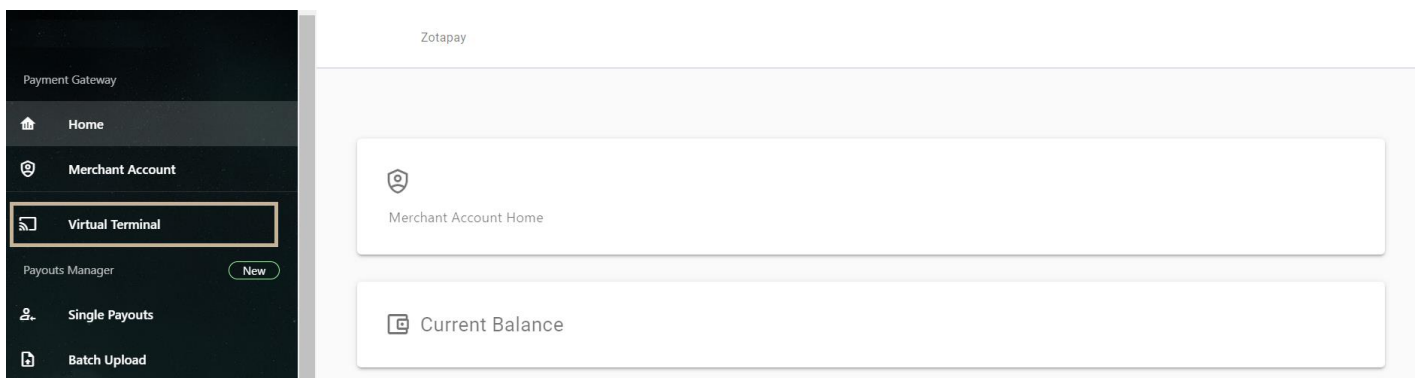 Payment Gateway
Home
Merchant Account
Virtual Terminal
Payouts Manager New
Single Payouts
Batch Upload
Zotapay
Merchant Account Home
Current Balance